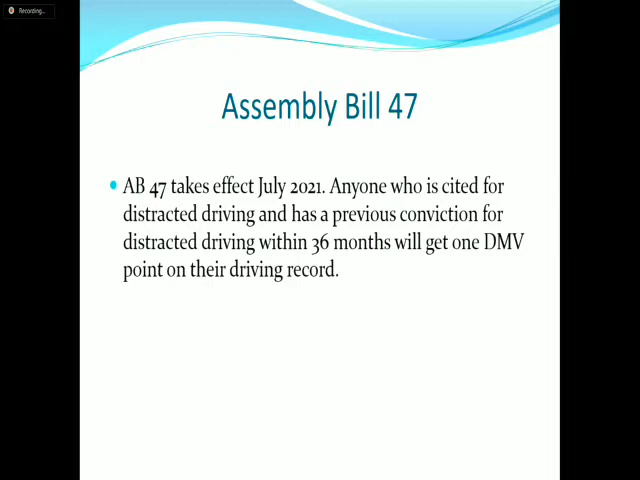 Recording...
Assembly Bill 47
• AB 47 takes effect July 2021. Anyone who is cited for
distracted driving and has a previous conviction for
distracted driving within 36 months will get one DMV
point on their driving record.